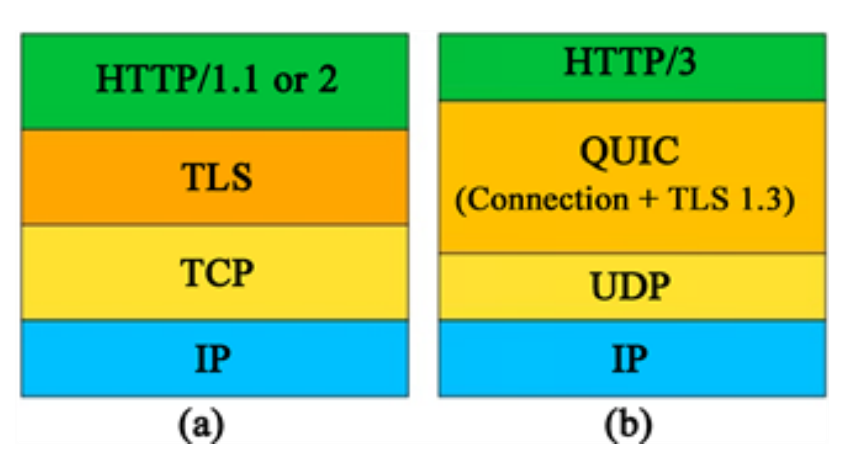 HTTP/1.1 or 2
TLS
TCP
IP
(a)
HTTP/3
QUIC
(Connection + TLS 1.3)
UDP
IP
(b)